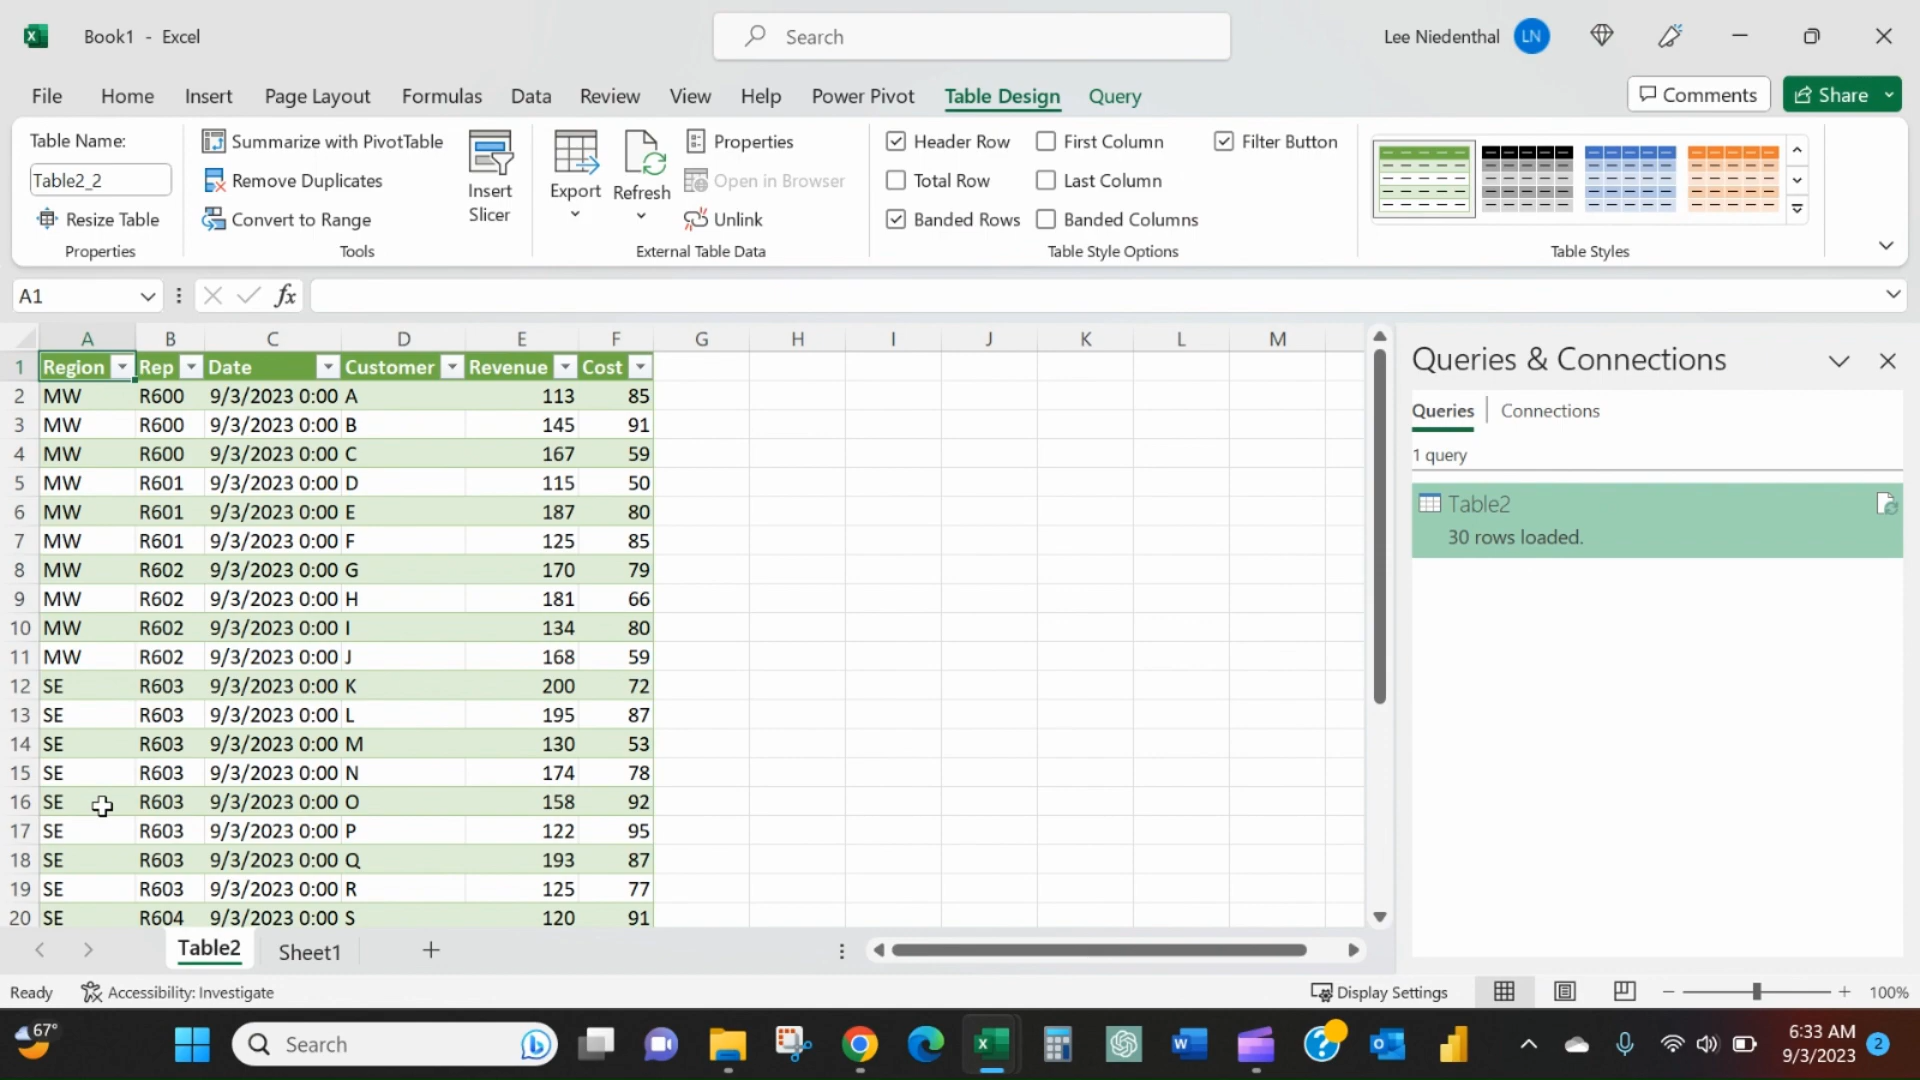 Book1 - Excel
Search
Lee Niedenthal LN
File Home Insert Page Layout Formulas Data Review View Help Power Pivot Table Design Query
Comments Share
Table Name:
Table2_2
Resize Table
Properties
Summarize with PivotTable
Remove Duplicates
Convert to Range
Tools
Insert
Slicer
Export
Refresh
Properties
Open in Browser
Unlink
External Table Data
Header Row
First Column
Filter Button
Total Row
Last Column
Banded Rows
Banded Columns
Table Style Options
Table Styles
A1
fx
A B C D E F G H I J K L M
1 Region Rep Date Customer Revenue Cost
2 MW R600 9/3/2023 0:00 A 113 85
3 MW R600 9/3/2023 0:00 B 145 91
4 MW R600 9/3/2023 0:00 C 167 59
5 MW R601 9/3/2023 0:00 D 115 50
6 MW R601 9/3/2023 0:00 E 187 80
7 MW R601 9/3/2023 0:00 F 125 85
8 MW R602 9/3/2023 0:00 G 170 79
9 MW R602 9/3/2023 0:00 H 181 66
10 MW R602 9/3/2023 0:00 I 134 80
11 MW R602 9/3/2023 0:00 J 168 59
12 SE R603 9/3/2023 0:00 K 200 72
13 SE R603 9/3/2023 0:00 L 195 87
14 SE R603 9/3/2023 0:00 M 130 53
15 SE R603 9/3/2023 0:00 N 174 78
16 SE R603 9/3/2023 0:00 O 158 92
17 SE R603 9/3/2023 0:00 P 122 95
18 SE R603 9/3/2023 0:00 Q 193 87
19 SE R603 9/3/2023 0:00 R 125 77
20 SE R604 9/3/2023 0:00 S 120 91
Queries & Connections
Queries Connections
1 query
Table2
30 rows loaded.
Table2 Sheet1
Ready Accessibility: Investigate Display Settings 100%
67°
Search
6:33 AM
9/3/2023
2